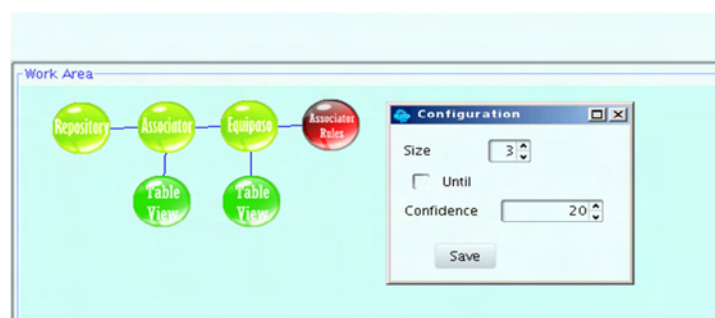 Work Area
Repository
Associator
Equipaso
Associator
Rules
Table
View
Table
View
Configuration
Size 3
Until
Confidence 20
Save